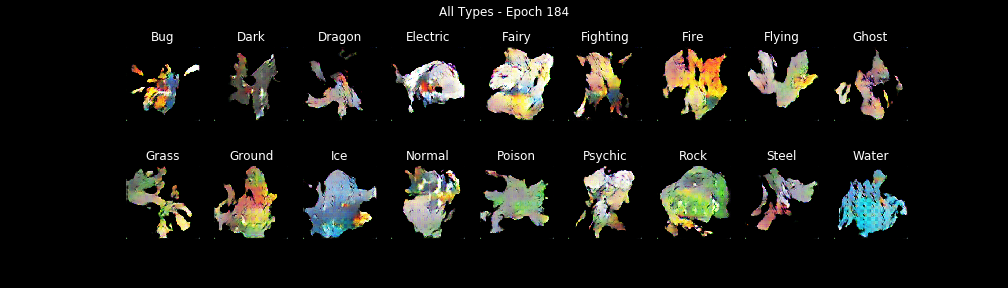 All Types - Epoch 184
Bug Dark Dragon Electric Fairy Fighting Fire Flying Ghost
Grass Ground Ice Normal Poison Psychic Rock Steel Water